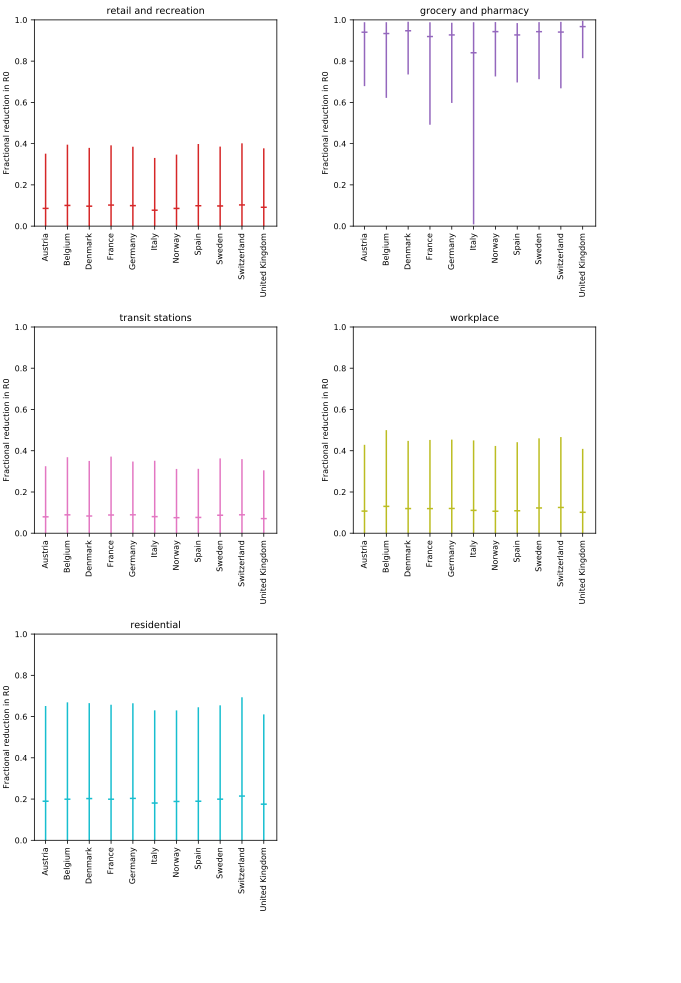 retail and recreation
Fractional reduction in R0
1.0
0.8
0.6
0.4
0.2
0.0
Austria
Belgium
Denmark
France
Germany
Italy
Norway
Spain
Sweden
Switzerland
United Kingdom
grocery and pharmacy
Fractional reduction in R0
1.0
0.8
0.6
0.4
0.2
0.0
Austria
Belgium
Denmark
France
Germany
Italy
Norway
Spain
Sweden
Switzerland
United Kingdom
transit stations
Fractional reduction in R0
1.0
0.8
0.6
0.4
0.2
0.0
Austria
Belgium
Denmark
France
Germany
Italy
Norway
Spain
Sweden
Switzerland
United Kingdom
workplace
Fractional reduction in R0
1.0
0.8
0.6
0.4
0.2
0.0
Austria
Belgium
Denmark
France
Germany
Italy
Norway
Spain
Sweden
Switzerland
United Kingdom
residential
Fractional reduction in R0
1.0
0.8
0.6
0.4
0.2
0.0
Austria
Belgium
Denmark
France
Germany
Italy
Norway
Spain
Sweden
Switzerland
United Kingdom